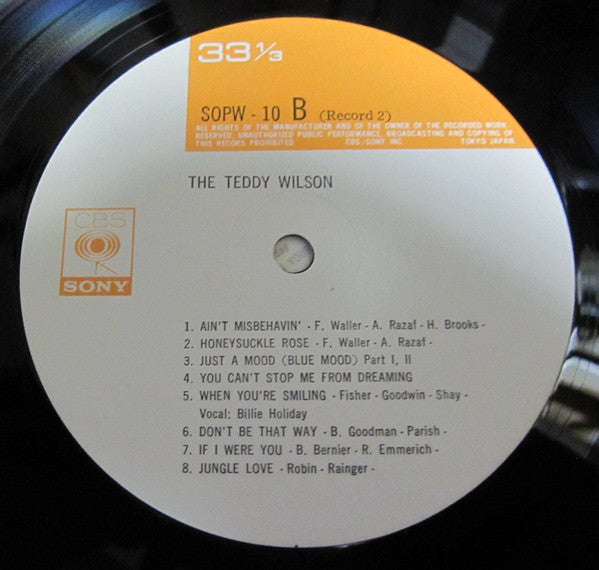 33 1/3
SOPW - 10 B (Record 2)
ALL RIGHTS OF THE MANUFACTURER AND OF THE OWNER OF THE RECORDED WORK
RESERVED. UNAUTHORIZED PUBLIC PERFORMANCE, BROADCASTING AND COPYING OF
THIS RECORD PROHIBITED CBS/SONY INC. TOKYO JAPAN
THE TEDDY WILSON
CBS
SONY
1. AIN'T MISBEHAVIN' - F. Waller - A. Razaf - H. Brooks -
2. HONEYSUCKLE ROSE - F. Waller - A. Razaf -
3. JUST A MOOD (BLUE MOOD) Part I, II
4. YOU CAN'T STOP ME FROM DREAMING
5. WHEN YOU'RE SMILING - Fisher - Goodwin - Shay -
Vocal; Billie Holiday
6. DON'T BE THAT WAY - B. Goodman - Parish -
7. IF I WERE YOU - B. Bernier - R. Emmerich -
8. JUNGLE LOVE - Robin - Rainger -